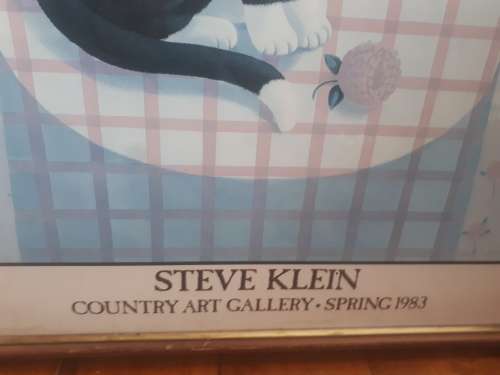 STEVE KLEIN
COUNTRY ART GALLERY • SPRING 1983